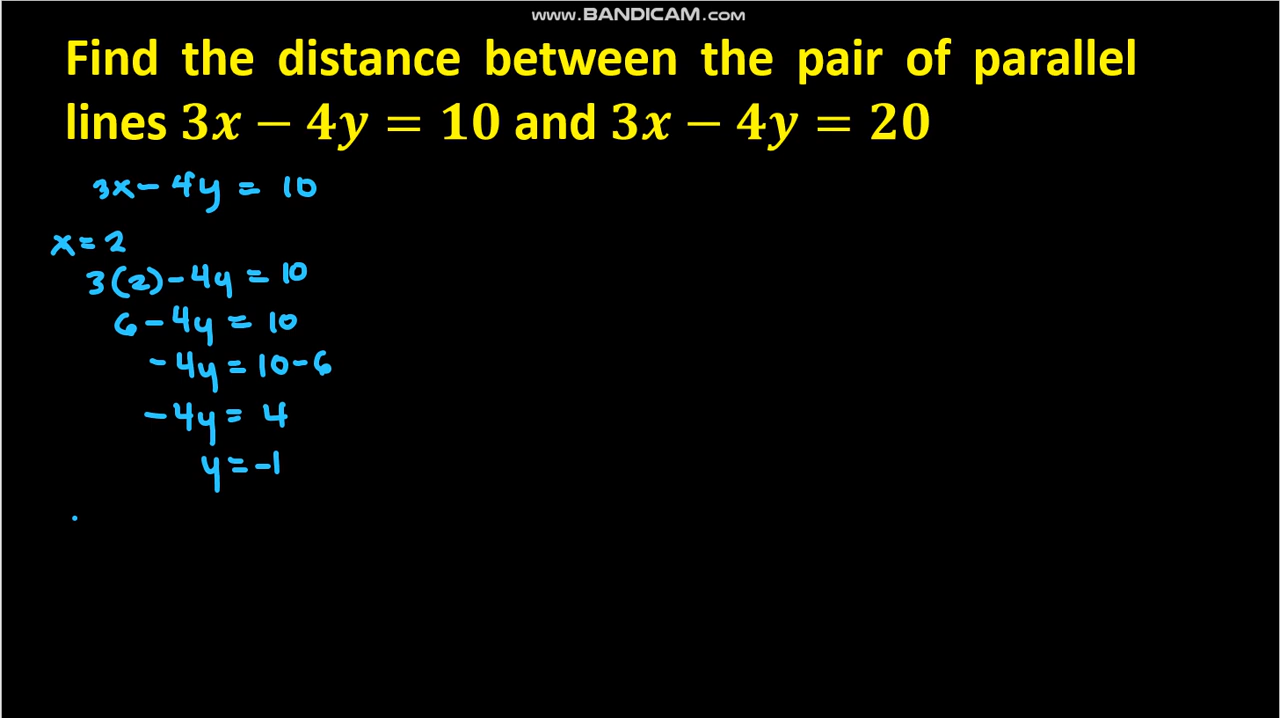 www.BANDICAM.com
Find the distance between the pair of parallel
lines 3x − 4y = 10 and 3x − 4y = 20
3x - 4y = 10
x = 2
3(2) - 4y = 10
6 - 4y = 10
- 4y = 10 - 6
- 4y = 4
y = -1